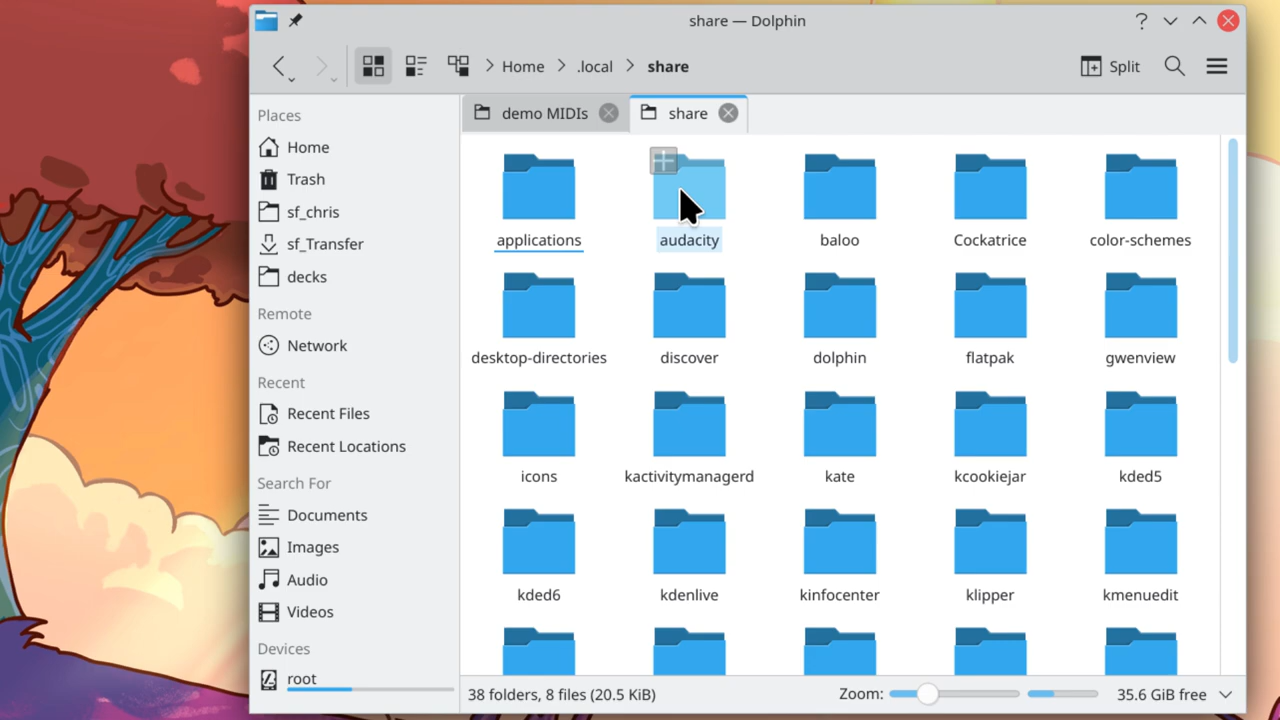 share — Dolphin
Home .local share
Split
demo MIDIs
share
Places
Home
Trash
sf_chris
sf_Transfer
decks
Remote
Network
Recent
Recent Files
Recent Locations
Search For
Documents
Images
Audio
Videos
Devices
root
applications audacity baloo Cockatrice color-schemes
desktop-directories discover dolphin flatpak gwenview
icons kactivitymanagerd kate kcookiejar kded5
kded6 kdenlive kinfocenter klipper kmenuedit
38 folders, 8 files (20.5 KiB)
Zoom:
35.6 GiB free